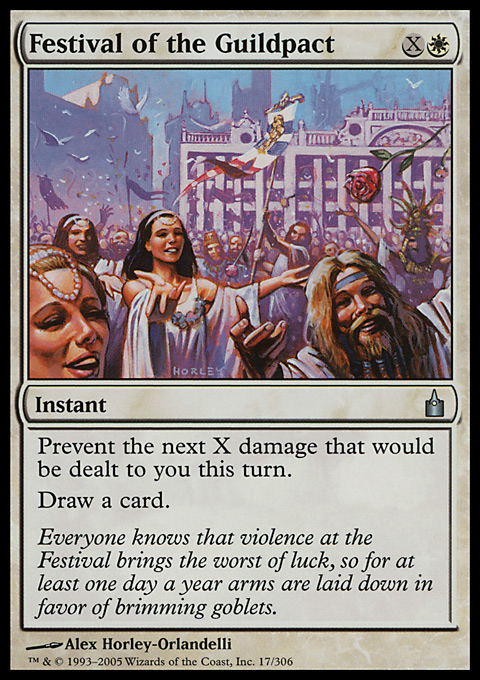 Festival of the Guildpact X
HORLEY
Instant
Prevent the next X damage that would
be dealt to you this turn.
Draw a card.
Everyone knows that violence at the
Festival brings the worst of luck, so for at
least one day a year arms are laid down in
favor of brimming goblets.
Alex Horley-Orlandelli
™ & © 1993–2005 Wizards of the Coast, Inc. 17/306